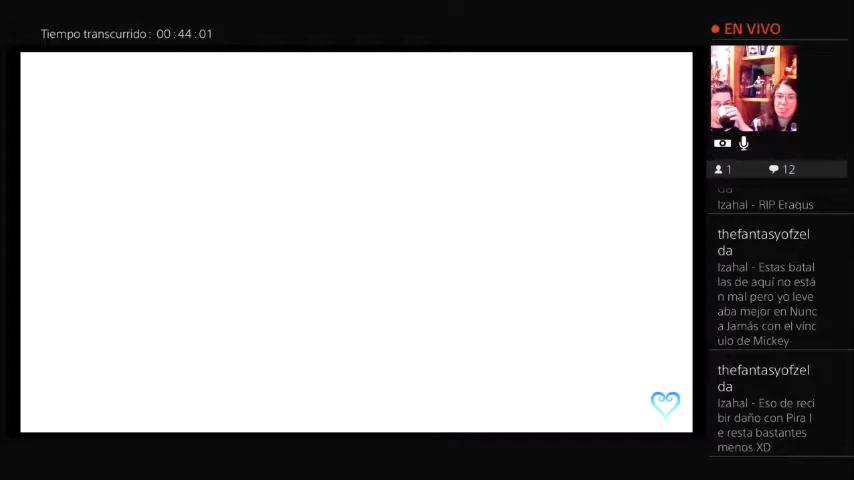 Tiempo transcurrido: 00:44:01
EN VIVO
1
12
da
Izahal - RIP Eraqus
thefantasyofzel
da
Izahal - Estas batal
las de aquí no está
n mal pero yo leve
aba mejor en Nunc
a Jamás con el vínc
ulo de Mickey
thefantasyofzel
da
Izahal - Eso de reci
bir daño con Pira l
e resta bastantes
menos XD